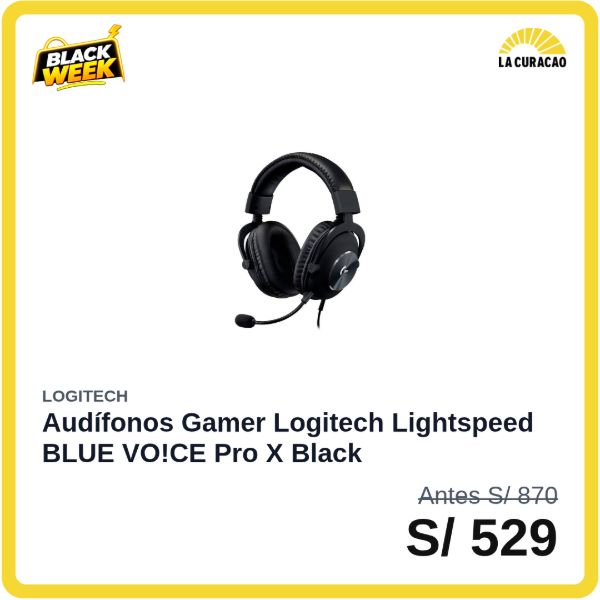 BLACK
WEEK
LA CURACAO
LOGITECH
Audífonos Gamer Logitech Lightspeed
BLUE VO!CE Pro X Black
Antes S/ 870
S/ 529